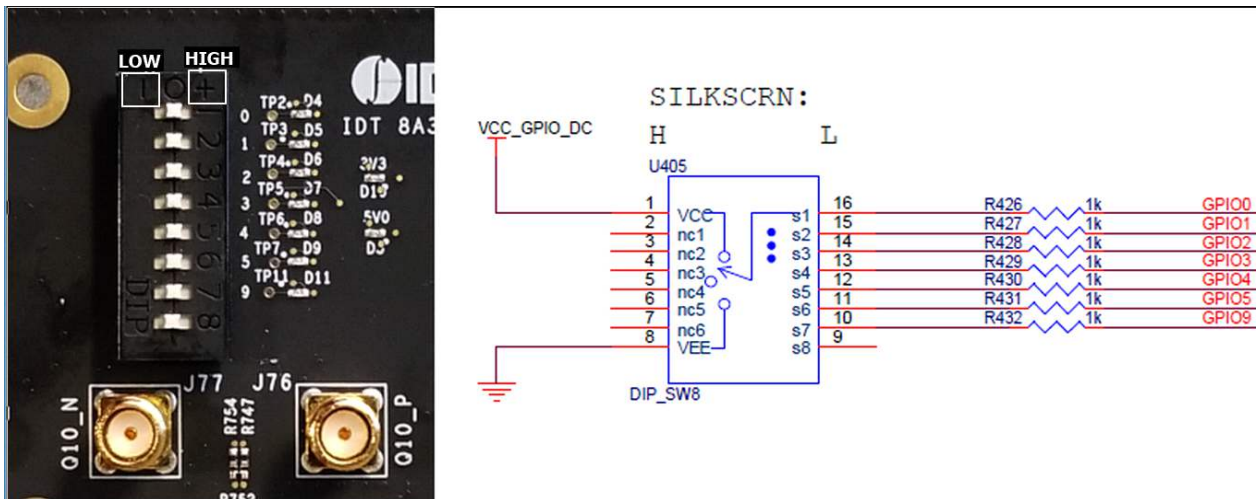 LOW HIGH
- O +
1
2
3
4
5
6
7
8
DIP
TP2 D4
0
TP3 D5
1
TP4 D6
2
TP5 D7
3
TP6 D8
4
TP7 D9
5
TP11 D11
9
ID
IDT 8A3
3V3
5V0
J77 J76
Q10_N
R754
R747
Q10_P
SILKSCRN:
H L
VCC_GPIO_DC
U405
1 VCC s1 16 R426 1k GPIO0
2 nc1 s2 15 R427 1k GPIO1
3 nc2 s3 14 R428 1k GPIO2
4 nc3 s4 13 R429 1k GPIO3
5 nc4 s5 12 R430 1k GPIO4
6 nc5 s6 11 R431 1k GPIO5
7 nc6 s7 10 R432 1k GPIO9
8 VEE s8 9
DIP_SW8